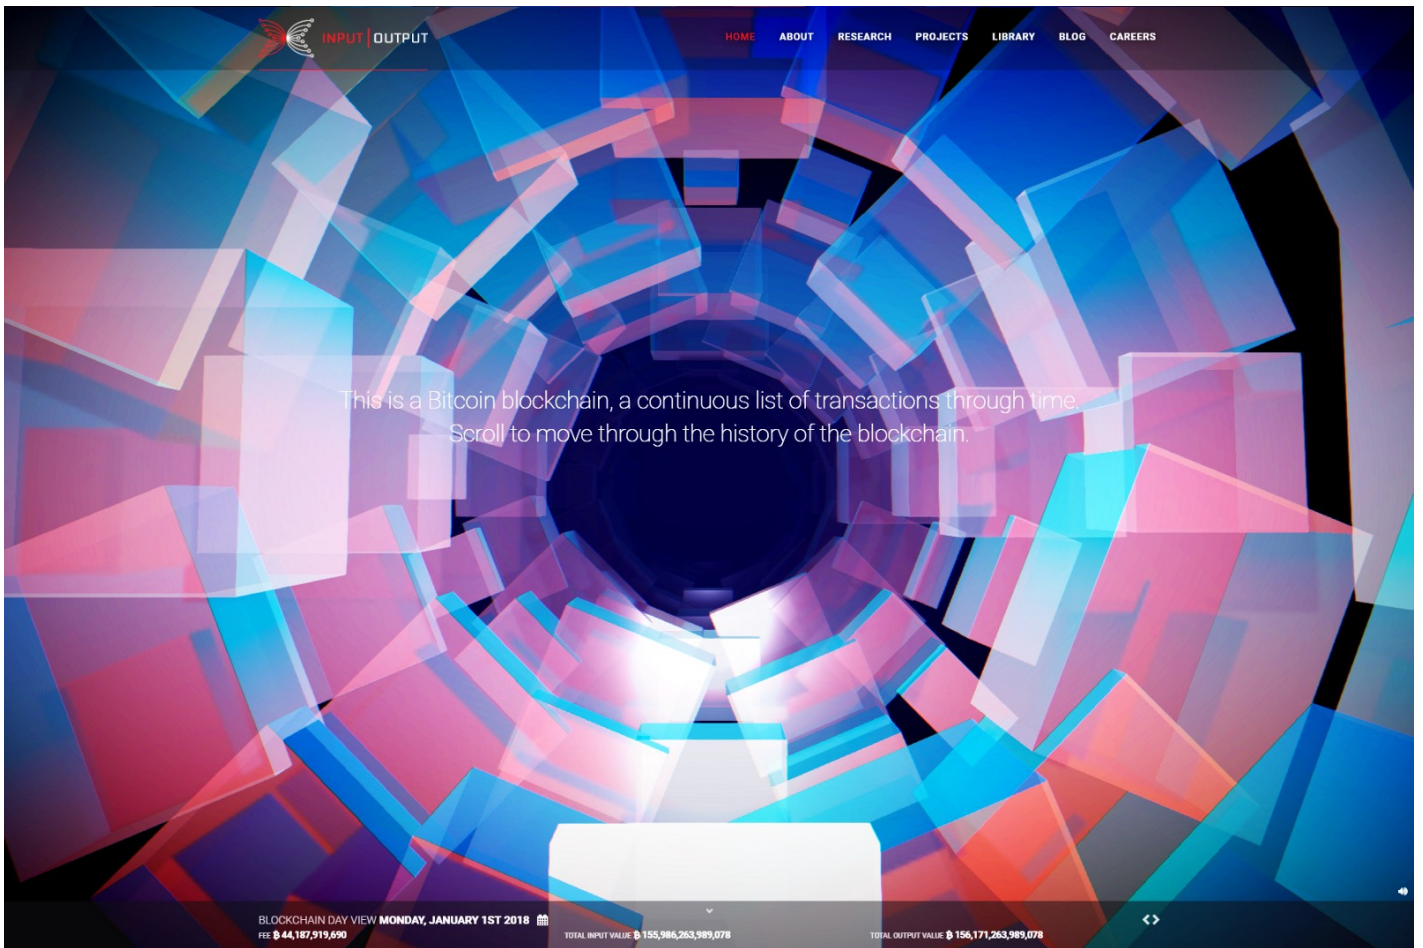 INPUT | OUTPUT
HOME ABOUT RESEARCH PROJECTS LIBRARY BLOG CAREERS
This is a Bitcoin blockchain, a continuous list of transactions through time.
Scroll to move through the history of the blockchain.
BLOCKCHAIN DAY VIEW MONDAY, JANUARY 1ST 2018
FEE ₿ 44,187,919,690
TOTAL INPUT VALUE ₿ 155,986,263,989,078
TOTAL OUTPUT VALUE ₿ 156,171,263,989,078